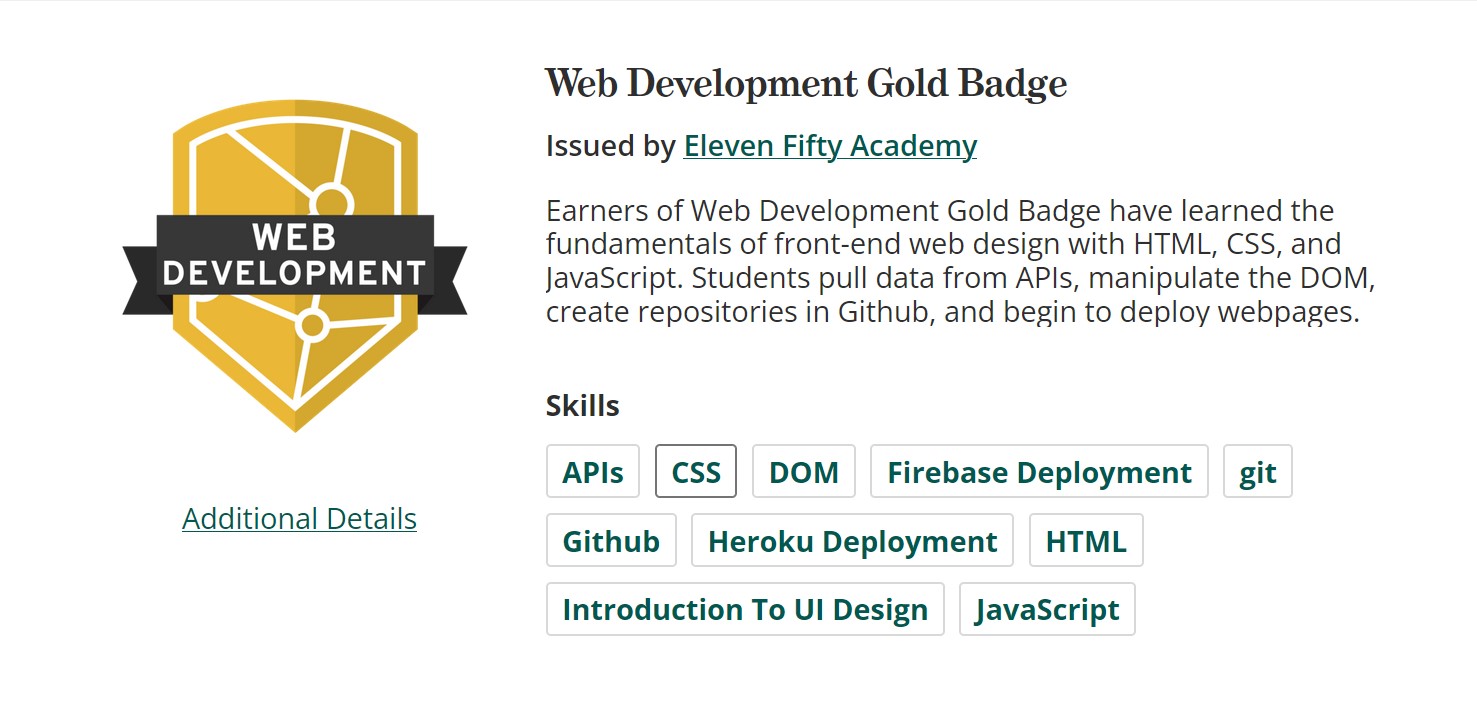 WEB
DEVELOPMENT
Additional Details
Web Development Gold Badge
Issued by Eleven Fifty Academy
Earners of Web Development Gold Badge have learned the
fundamentals of front-end web design with HTML, CSS, and
JavaScript. Students pull data from APIs, manipulate the DOM,
create repositories in Github, and begin to deploy webpages.
Skills
APIs CSS DOM Firebase Deployment git
Github Heroku Deployment HTML
Introduction To UI Design JavaScript